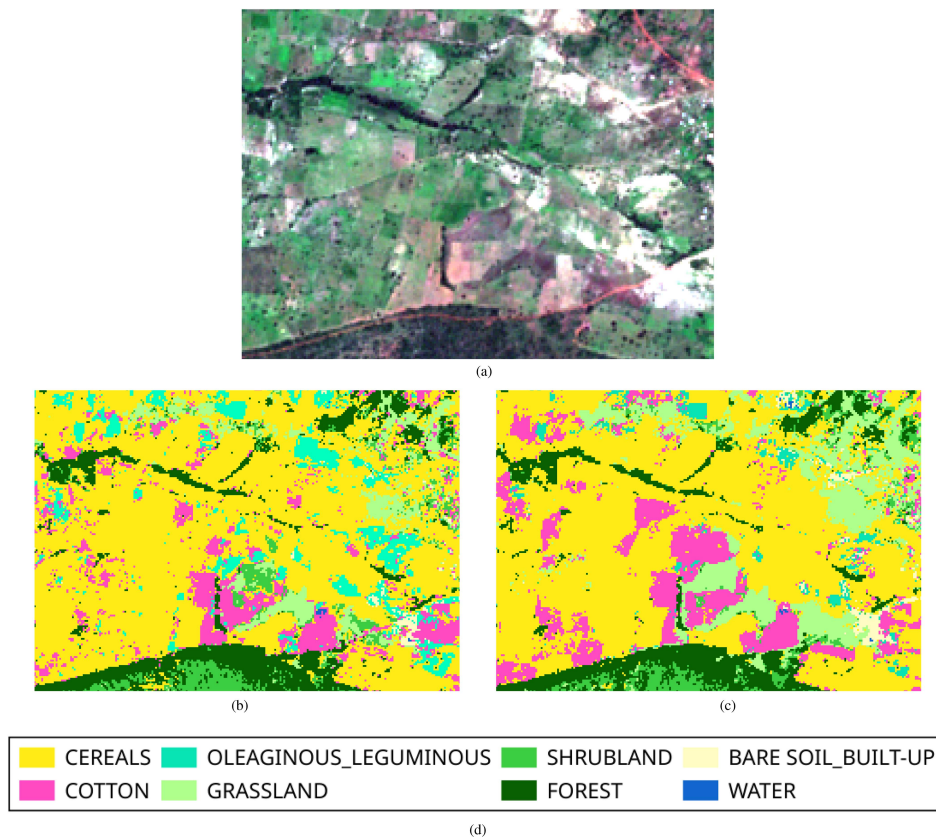 (a)
(b) (c)
CEREALS OLEAGINOUS_LEGUMINOUS SHRUBLAND BARE SOIL_BUILT-UP
COTTON GRASSLAND FOREST WATER
(d)